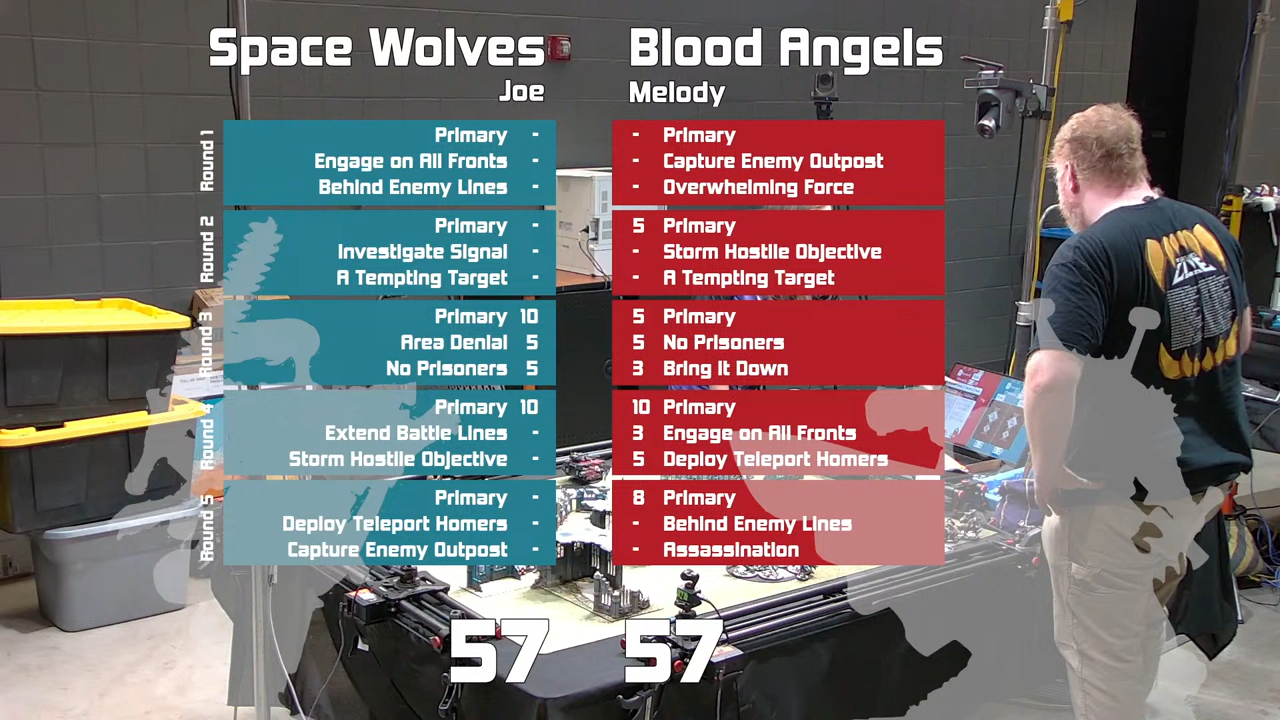 Space Wolves
Joe
Blood Angels
Melody
Round 1
Primary -
Engage on All Fronts -
Behind Enemy Lines -
- Primary
- Capture Enemy Outpost
- Overwhelming Force
Round 2
Primary -
Investigate Signal -
A Tempting Target -
5 Primary
- Storm Hostile Objective
- A Tempting Target
Round 3
Primary 10
Area Denial 5
No Prisoners 5
5 Primary
5 No Prisoners
3 Bring It Down
Round 4
Primary 10
Extend Battle Lines -
Storm Hostile Objective -
10 Primary
3 Engage on All Fronts
5 Deploy Teleport Homers
Round 5
Primary -
Deploy Teleport Homers -
Capture Enemy Outpost -
8 Primary
- Behind Enemy Lines
- Assassination
57
57